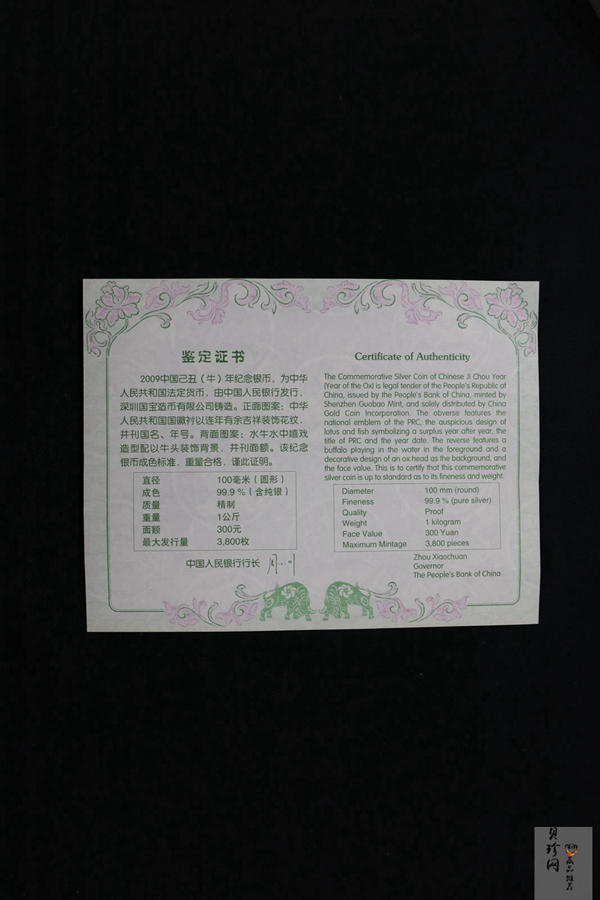 鉴定证书
2009中国己丑（牛）年纪念银币，为中华
人民共和国法定货币，由中国人民银行发行，
深圳国宝造币有限公司铸造。正面图案：中华
人民共和国国徽衬以连年有余吉祥装饰花纹，
并刊国名、年号。背面图案：水牛水中嬉戏
造型配以牛头装饰背景，并刊面额。该纪念
银币成色标准，重量合格，谨此证明。
直径 100毫米（圆形）
成色 99.9％（含纯银）
质量 精制
重量 1公斤
面额 300元
最大发行量 3,800枚
中国人民银行行长
Certificate of Authenticity
The Commemorative Silver Coin of Chinese Ji Chou Year
(Year of the Ox) is legal tender of the People's Republic of
China, issued by the People's Bank of China, minted by
Shenzhen Guobao Mint, and solely distributed by China
Gold Coin Incorporation. The obverse features the
national emblem of the PRC, the auspicious design of
lotus and fish symbolizing a surplus year after year, the
title of PRC and the year date. The reverse features a
buffalo playing in the water in the foreground and a
decorative design of an ox head as the background, and
the face value. This is to certify that this commemorative
silver coin is up to standard as to its fineness and weight.
Diameter 100 mm (round)
Fineness 99.9 % (pure silver)
Quality Proof
Weight 1 kilogram
Face Value 300 Yuan
Maximum Mintage 3,800 pieces
Zhou Xiaochuan
Governor
The People's Bank of China
贝珍网